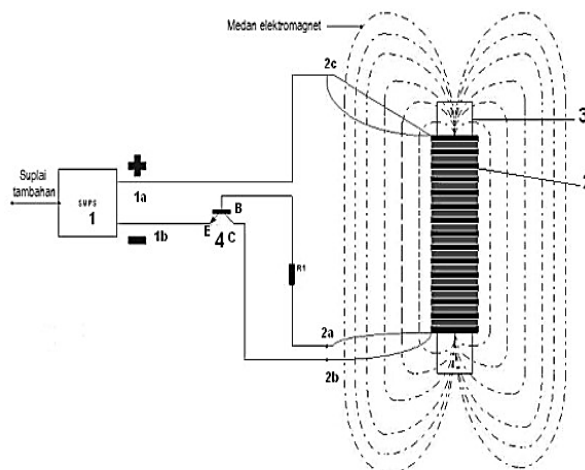 Medan elektromagnet
2c
3
Suplai
tambahan
SMPS
1
1a
2
B
E
4
C
1b
R1
2a
2b